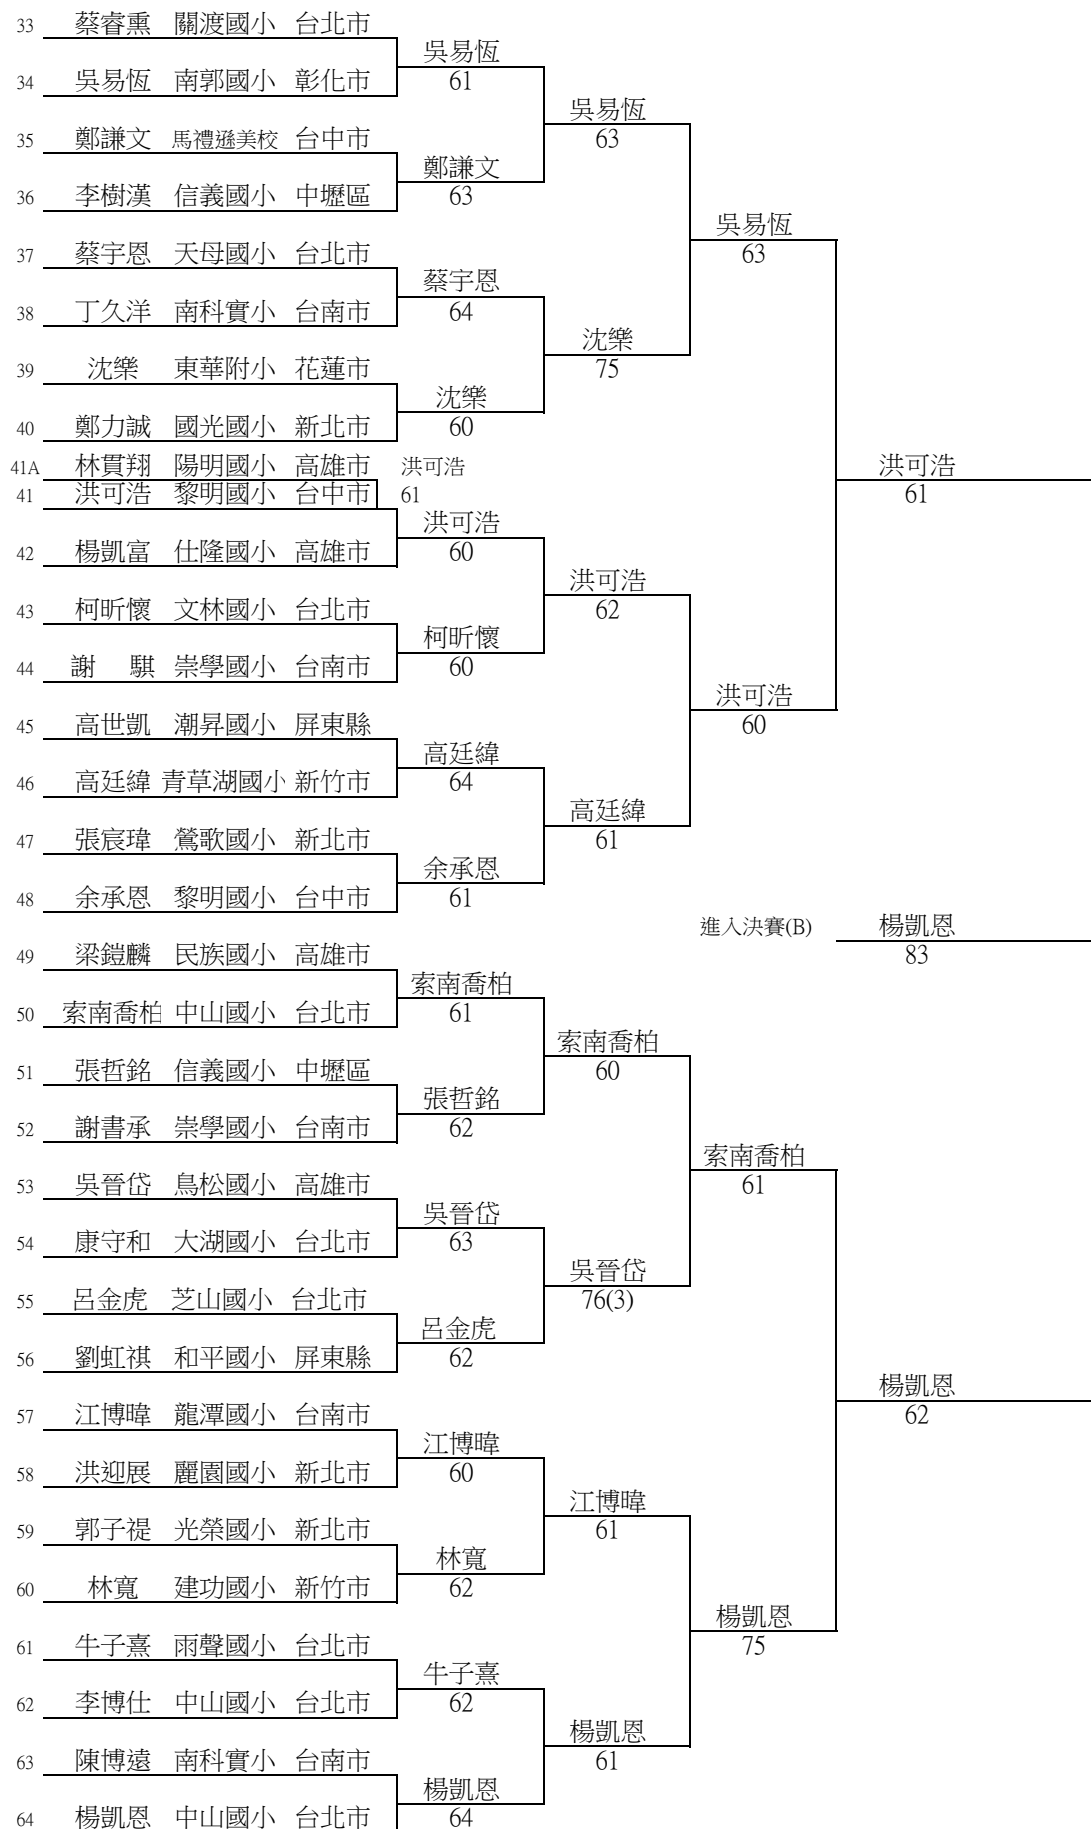 33 蔡睿熏 關渡國小 台北市
吳易恆
61
34 吳易恆 南郭國小 彰化市
吳易恆
63
35 鄭謙文 馬禮遜美校 台中市
鄭謙文
63
36 李樹漢 信義國小 中壢區
吳易恆
63
37 蔡宇恩 天母國小 台北市
蔡宇恩
64
38 丁久洋 南科實小 台南市
沈樂
75
39 沈樂 東華附小 花蓮市
沈樂
60
40 鄭力誠 國光國小 新北市
41A 林貫翔 陽明國小 高雄市 洪可浩
洪可浩
61
41 洪可浩 黎明國小 台中市 61
洪可浩
60
42 楊凱富 仕隆國小 高雄市
洪可浩
62
43 柯昕懷 文林國小 台北市
柯昕懷
60
44 謝 騏 崇學國小 台南市
洪可浩
60
45 高世凱 潮昇國小 屏東縣
高廷緯
64
46 高廷緯 青草湖國小 新竹市
高廷緯
61
47 張宸瑋 鶯歌國小 新北市
余承恩
61
48 余承恩 黎明國小 台中市
進入決賽(B) 楊凱恩
83
49 梁鎧麟 民族國小 高雄市
索南喬柏
61
50 索南喬柏 中山國小 台北市
索南喬柏
60
51 張哲銘 信義國小 中壢區
張哲銘
62
52 謝書承 崇學國小 台南市
索南喬柏
61
53 吳晉岱 鳥松國小 高雄市
吳晉岱
63
54 康守和 大湖國小 台北市
吳晉岱
76(3)
55 呂金虎 芝山國小 台北市
呂金虎
62
56 劉虹祺 和平國小 屏東縣
楊凱恩
62
57 江博暐 龍潭國小 台南市
江博暐
60
58 洪迎展 麗園國小 新北市
江博暐
61
59 郭子禔 光榮國小 新北市
林寬
62
60 林寬 建功國小 新竹市
楊凱恩
75
61 牛子熹 雨聲國小 台北市
牛子熹
62
62 李博仕 中山國小 台北市
楊凱恩
61
63 陳博遠 南科實小 台南市
楊凱恩
64
64 楊凱恩 中山國小 台北市